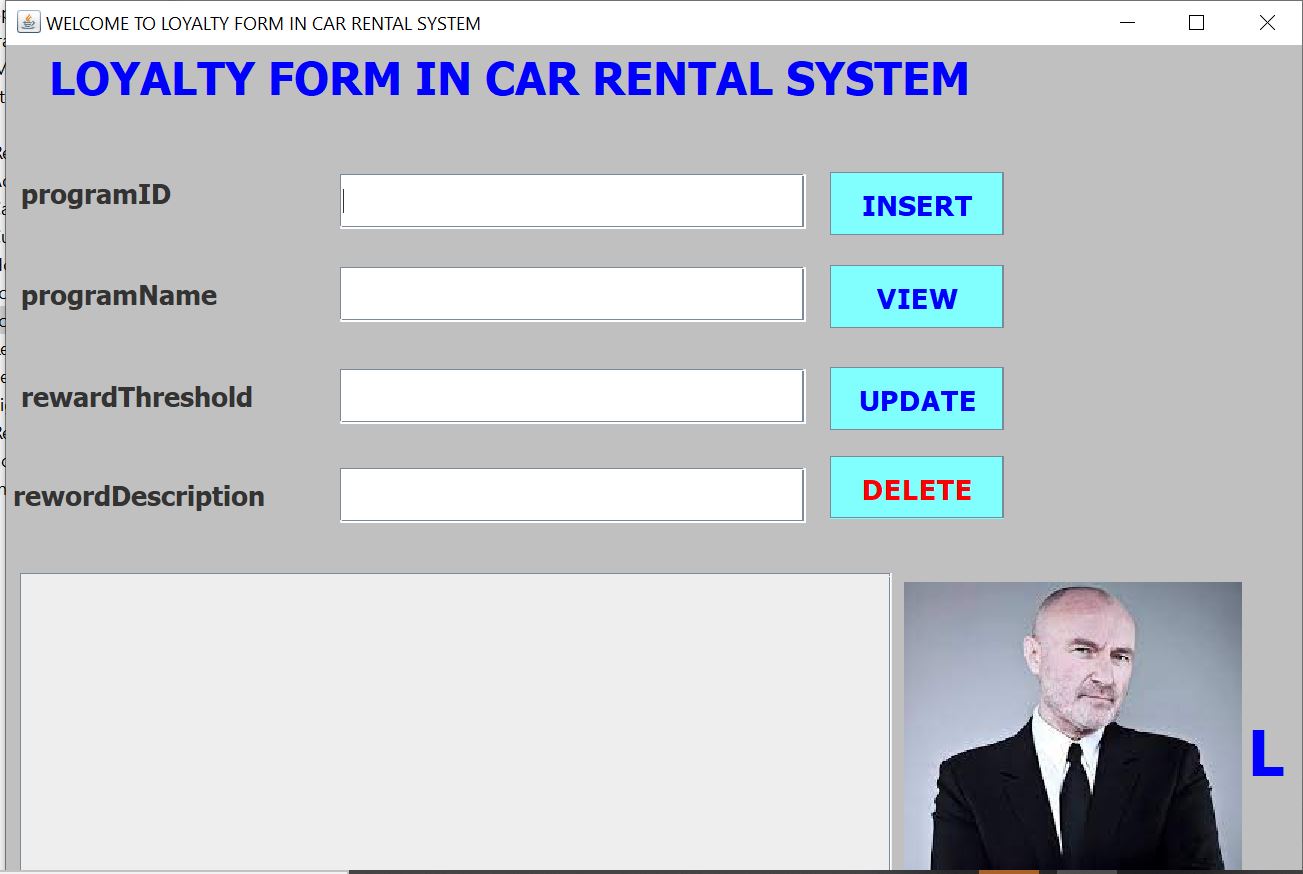 WELCOME TO LOYALTY FORM IN CAR RENTAL SYSTEM
LOYALTY FORM IN CAR RENTAL SYSTEM
programID
INSERT
programName
VIEW
rewardThreshold
UPDATE
rewordDescription
DELETE
L